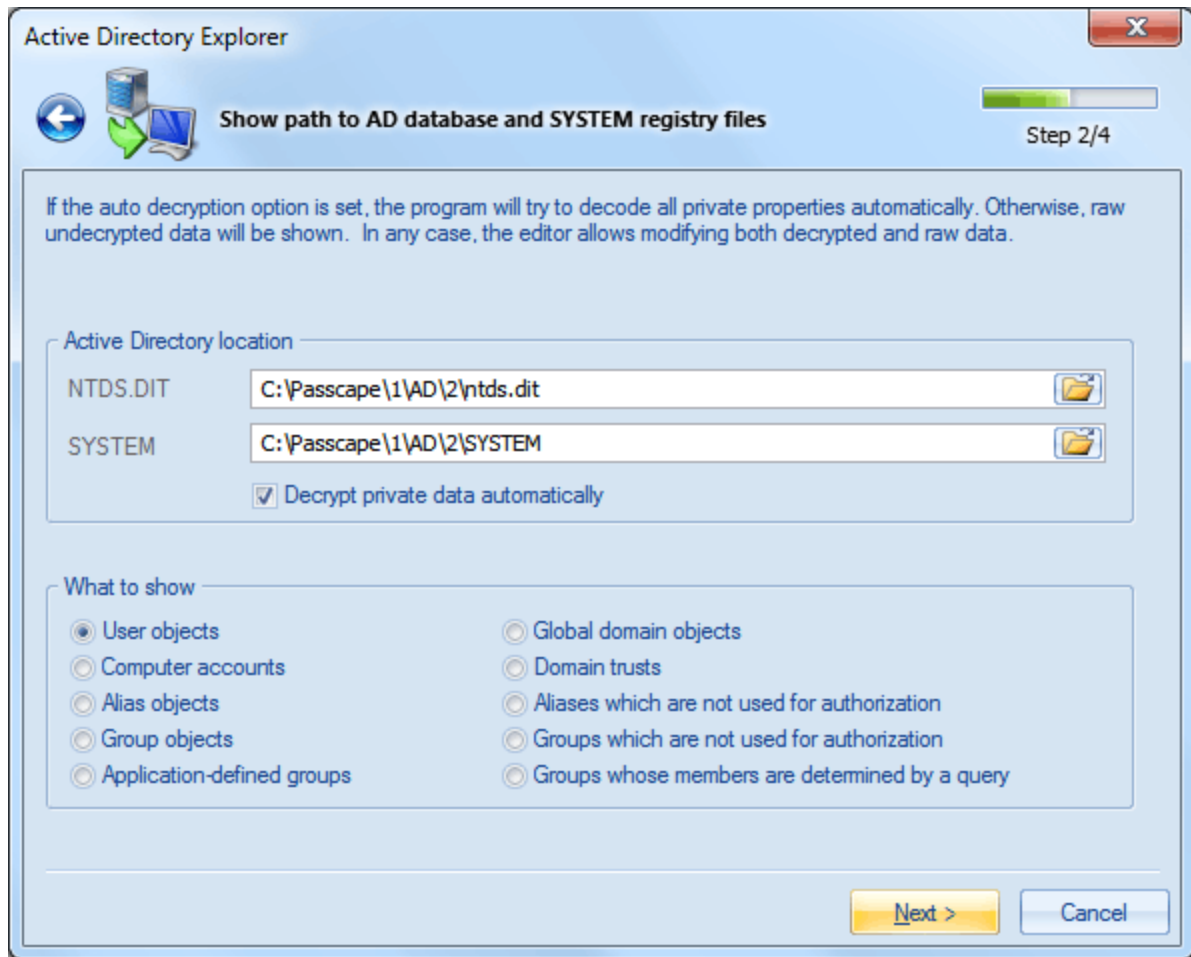 Active Directory Explorer
Show path to AD database and SYSTEM registry files
Step 2/4
If the auto decryption option is set, the program will try to decode all private properties automatically. Otherwise, raw
undecrypted data will be shown.  In any case, the editor allows modifying both decrypted and raw data.
Active Directory location
NTDS.DIT
C:\Passcape\1\AD\2\ntds.dit
SYSTEM
C:\Passcape\1\AD\2\SYSTEM
Decrypt private data automatically
What to show
User objects
Global domain objects
Computer accounts
Domain trusts
Alias objects
Aliases which are not used for authorization
Group objects
Groups which are not used for authorization
Application-defined groups
Groups whose members are determined by a query
Next >
Cancel